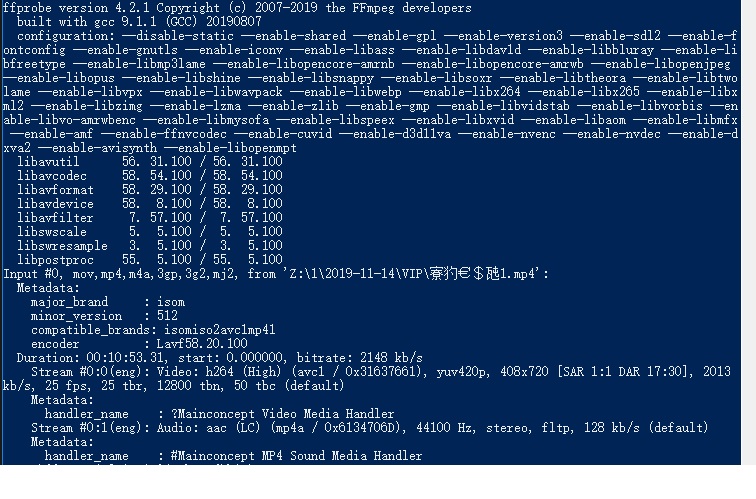 ffprobe version 4.2.1 Copyright (c) 2007-2019 the FFmpeg developers
  built with gcc 9.1.1 (GCC) 20190807
  configuration: --disable-static --enable-shared --enable-gpl --enable-version3 --enable-sdl2 --enable-f
ontconfig --enable-gnutls --enable-iconv --enable-libass --enable-libdav1d --enable-libbluray --enable-li
bfreetype --enable-libmp3lame --enable-libopencore-amrnb --enable-libopencore-amrwb --enable-libopenjpeg
--enable-libopus --enable-libshine --enable-libsnappy --enable-libsoxr --enable-libtheora --enable-libtwo
lame --enable-libvpx --enable-libwavpack --enable-libwebp --enable-libx264 --enable-libx265 --enable-libx
ml2 --enable-libzimg --enable-lzma --enable-zlib --enable-gmp --enable-libvidstab --enable-libvorbis --en
able-libvo-amrwbenc --enable-libmysofa --enable-libspeex --enable-libxvid --enable-libaom --enable-libmfx
--enable-amf --enable-ffnvcodec --enable-cuvid --enable-d3d11va --enable-nvenc --enable-nvdec --enable-d
xva2 --enable-avisynth --enable-libopenmpt
  libavutil      56. 31.100 / 56. 31.100
  libavcodec     58. 54.100 / 58. 54.100
  libavformat    58. 29.100 / 58. 29.100
  libavdevice    58.  8.100 / 58.  8.100
  libavfilter     7. 57.100 /  7. 57.100
  libswscale      5.  5.100 /  5.  5.100
  libswresample   3.  5.100 /  3.  5.100
  libpostproc    55.  5.100 / 55.  5.100
Input #0, mov,mp4,m4a,3gp,3g2,mj2, from 'Z:\1\2019-11-14\VIP\1.mp4':
  Metadata:
    major_brand     : isom
    minor_version   : 512
    compatible_brands: isomiso2avc1mp41
    encoder         : Lavf58.20.100
  Duration: 00:10:53.31, start: 0.000000, bitrate: 2148 kb/s
    Stream #0:0(eng): Video: h264 (High) (avc1 / 0x31637661), yuv420p, 408x720 [SAR 1:1 DAR 17:30], 2013
kb/s, 25 fps, 25 tbr, 12800 tbn, 50 tbc (default)
    Metadata:
      handler_name    : ?Mainconcept Video Media Handler
    Stream #0:1(eng): Audio: aac (LC) (mp4a / 0x6134706D), 44100 Hz, stereo, fltp, 128 kb/s (default)
    Metadata:
      handler_name    : #Mainconcept MP4 Sound Media Handler